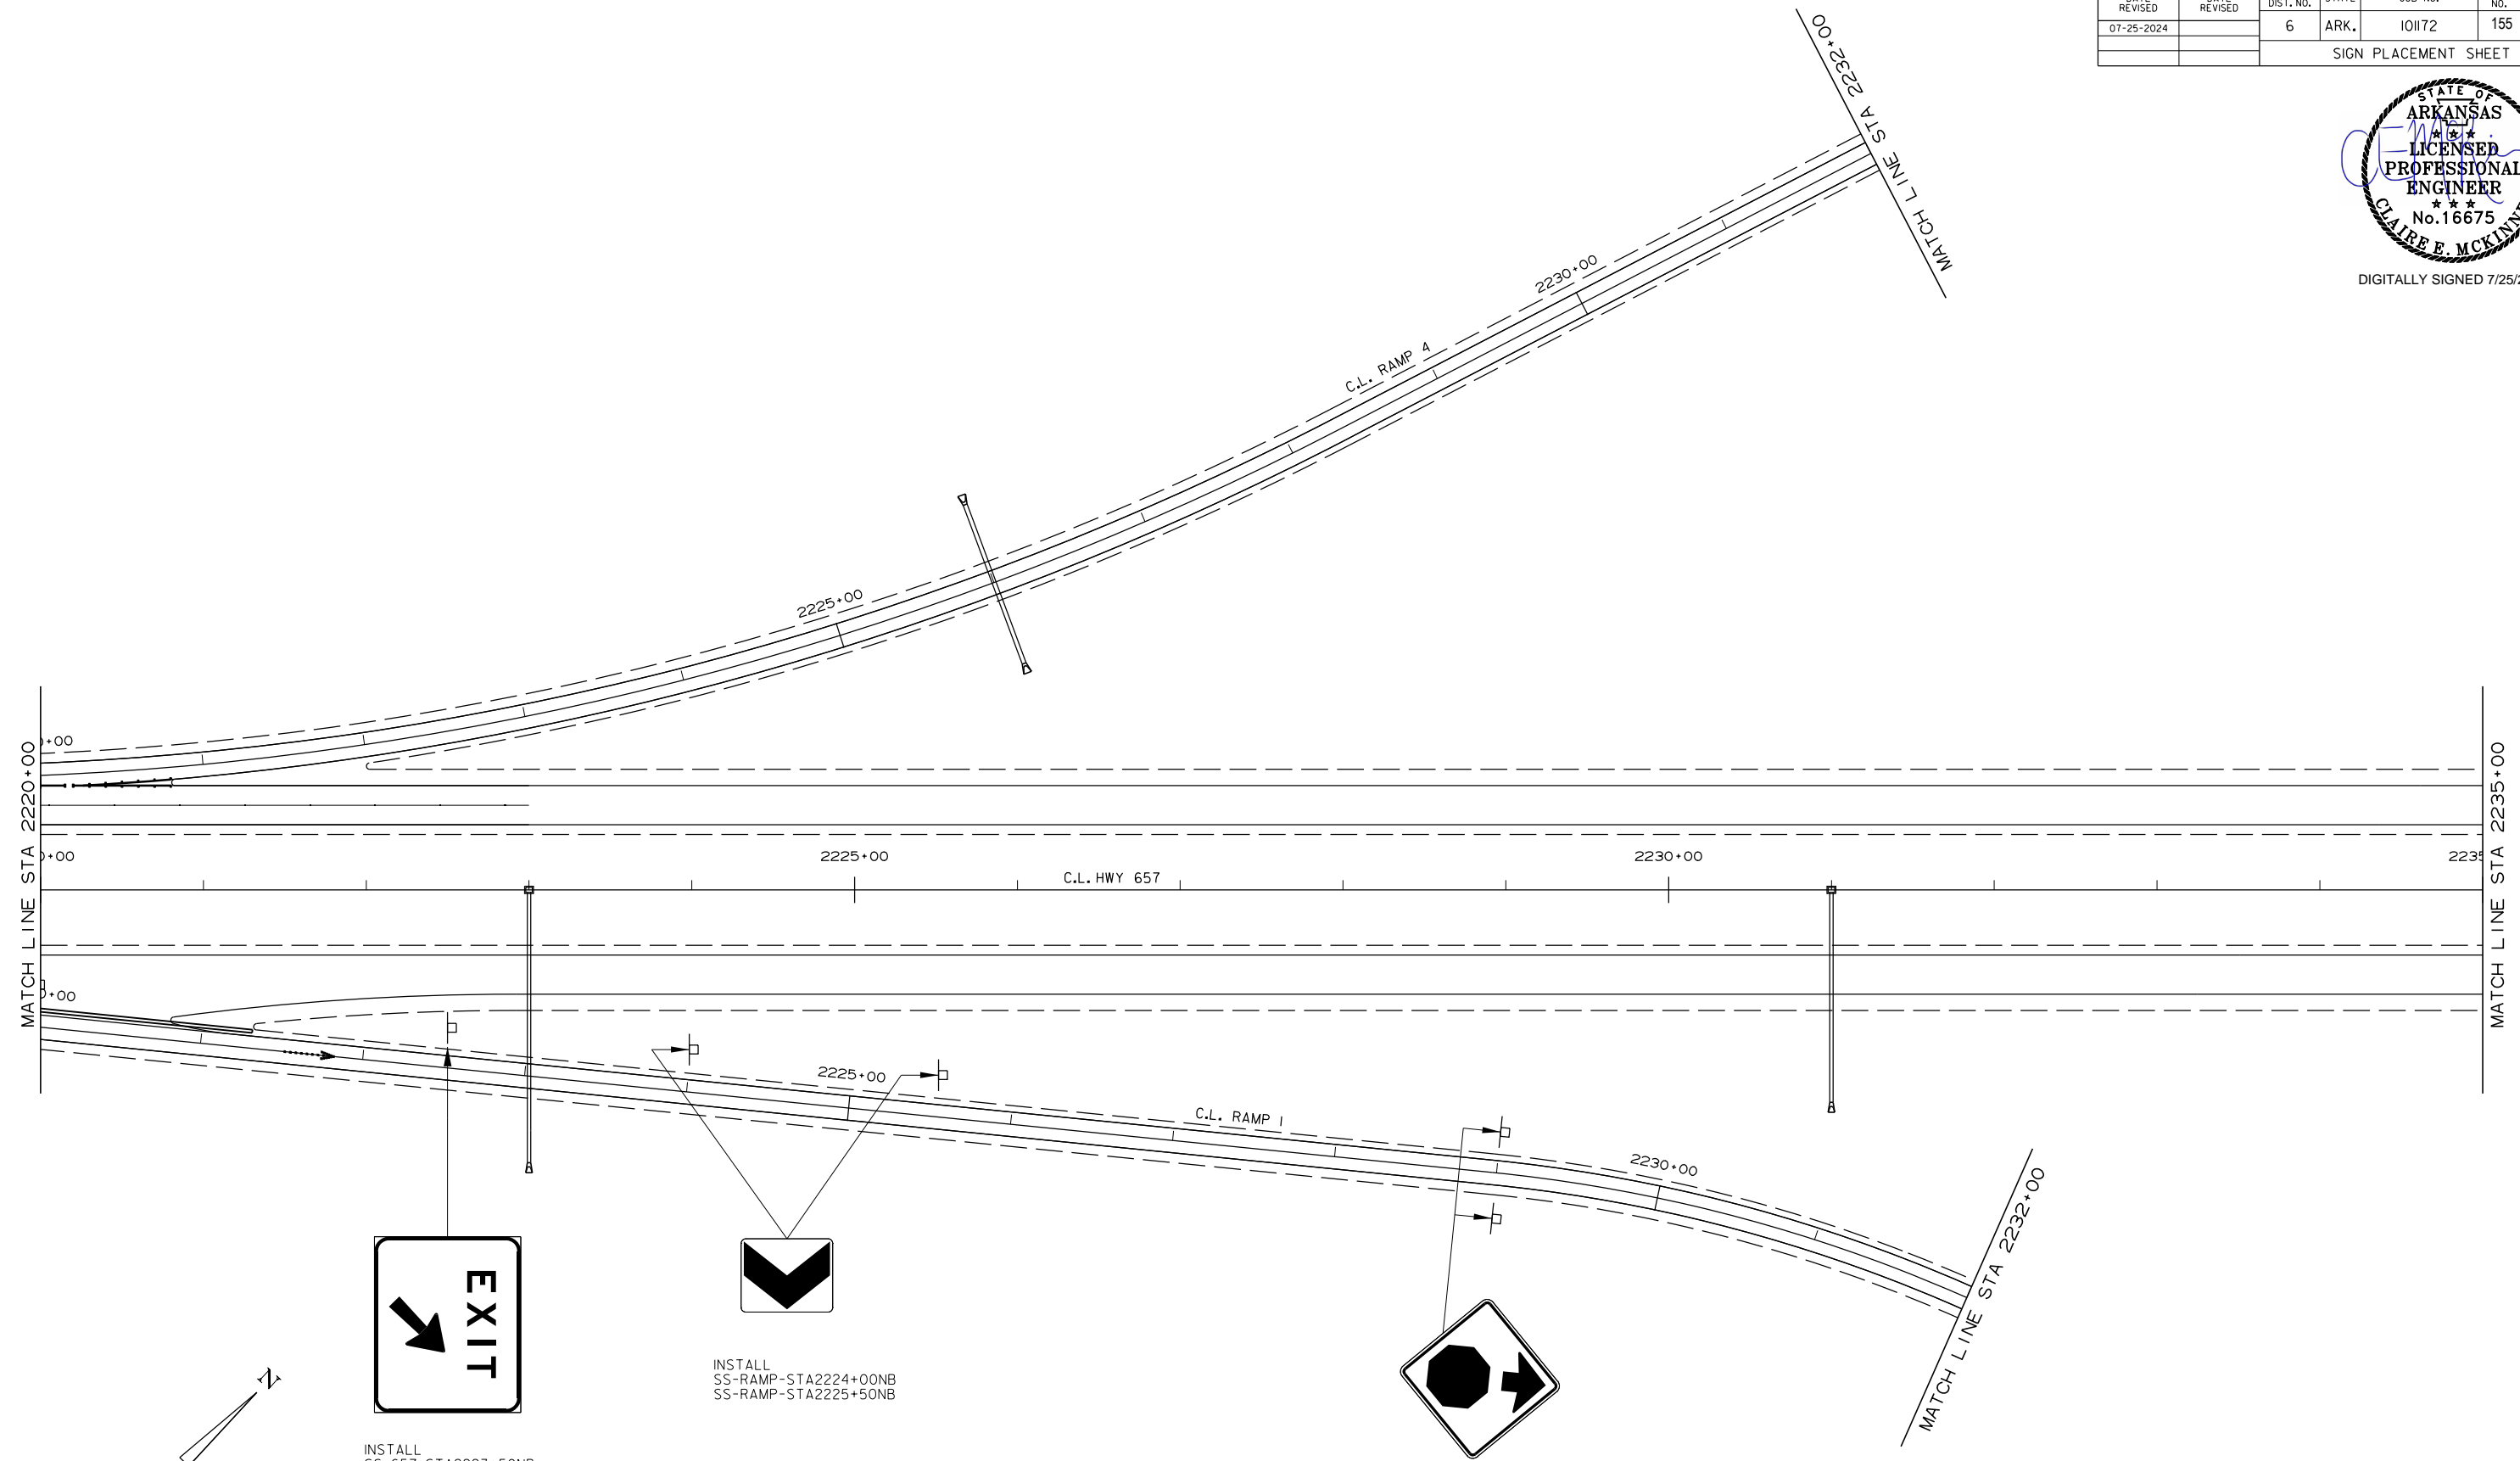 REVISED
REVISED
DIST. NO.
NO.
07-25-2024
6
ARK.
101172
155
SIGN PLACEMENT SHEET
STATE OF
ARKANSAS
LICENSED
PROFESSIONAL
ENGINEER
No.16675
CLAIRE E.
DIGITALLY SIGNED 7/25/
MATCH LINE STA 2232+00
2230+00
C.L. RAMP 4
2225+00
+00
MATCH LINE STA 2220+00
MATCH LINE STA 2235+00
+00
2225+00
2230+00
C.L. HWY 657
+00
2225+00
C.L. RAMP 1
2230+00
MATCH LINE STA 2232+00
EXIT
INSTALL
SS-RAMP-STA2224+00NB
SS-RAMP-STA2225+50NB
N
INSTALL